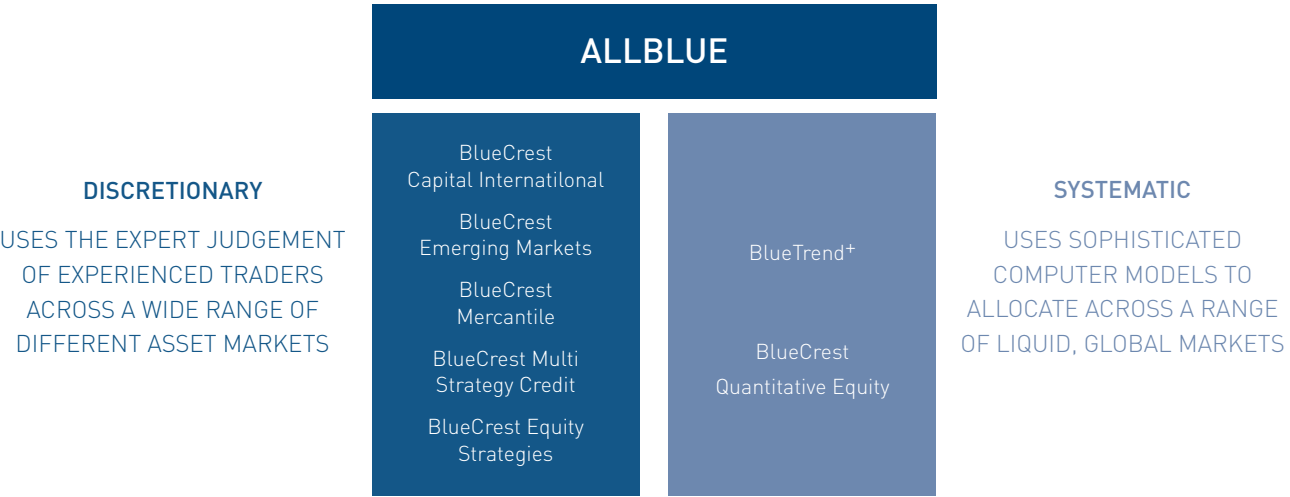 ALLBLUE
DISCRETIONARY
USES THE EXPERT JUDGEMENT
OF EXPERIENCED TRADERS
ACROSS A WIDE RANGE OF
DIFFERENT ASSET MARKETS
BlueCrest
Capital Internatilonal
BlueCrest
Emerging Markets
BlueCrest
Mercantile
BlueCrest Multi
Strategy Credit
BlueCrest Equity
Strategies
BlueTrend+
BlueCrest
Quantitative Equity
SYSTEMATIC
USES SOPHISTICATED
COMPUTER MODELS TO
ALLOCATE ACROSS A RANGE
OF LIQUID, GLOBAL MARKETS